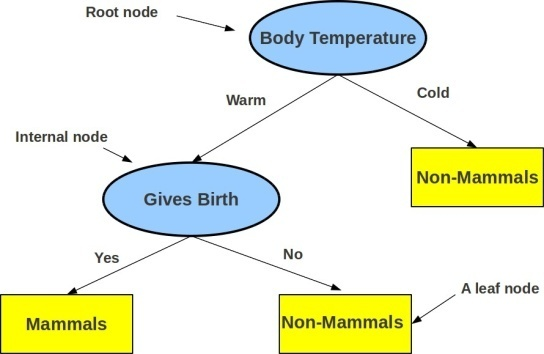 Root node
Body Temperature
Warm
Cold
Internal node
Non-Mammals
Gives Birth
Yes
No
A leaf node
Mammals
Non-Mammals